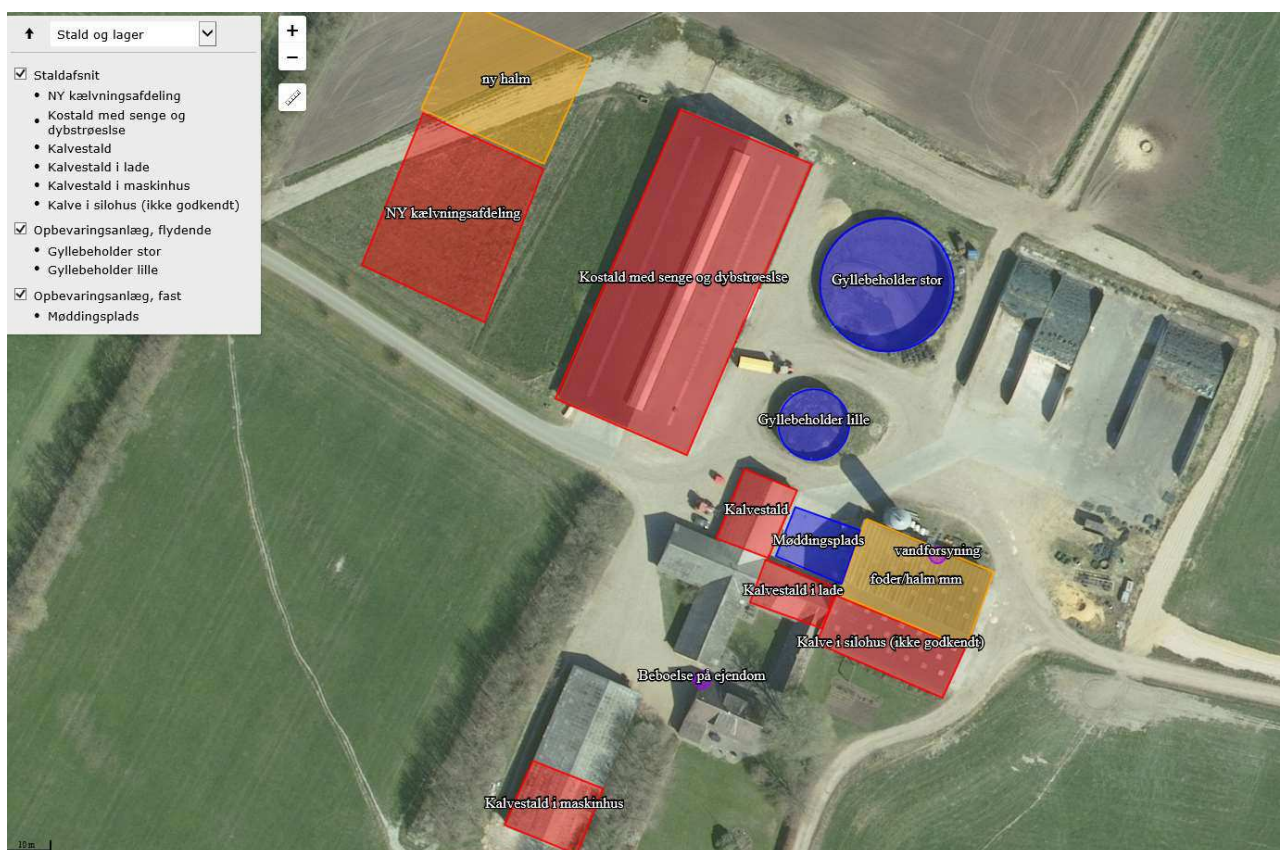 Stald og lager
Staldafsnit
NY kælvningsafdeling
Kostald med senge og
dybstrøeslse
Kalvestald
Kalvestald i lade
Kalvestald i maskinhus
Kalve i silohus (ikke godkendt)
Opbevaringsanlæg, flydende
Gyllebeholder stor
Gyllebeholder lille
Opbevaringsanlæg, fast
Møddingsplads
+
−
ny halm
NY kælvningsafdeling
Kostald med senge og dybstrøeslse
Gyllebeholder stor
Gyllebeholder lille
Kalvestald
Møddingsplads
vandforsyning
foder/halm mm
Kalvestald i lade
Kalve i silohus (ikke godkendt)
Beboelse på ejendom
Kalvestald i maskinhus
10 m